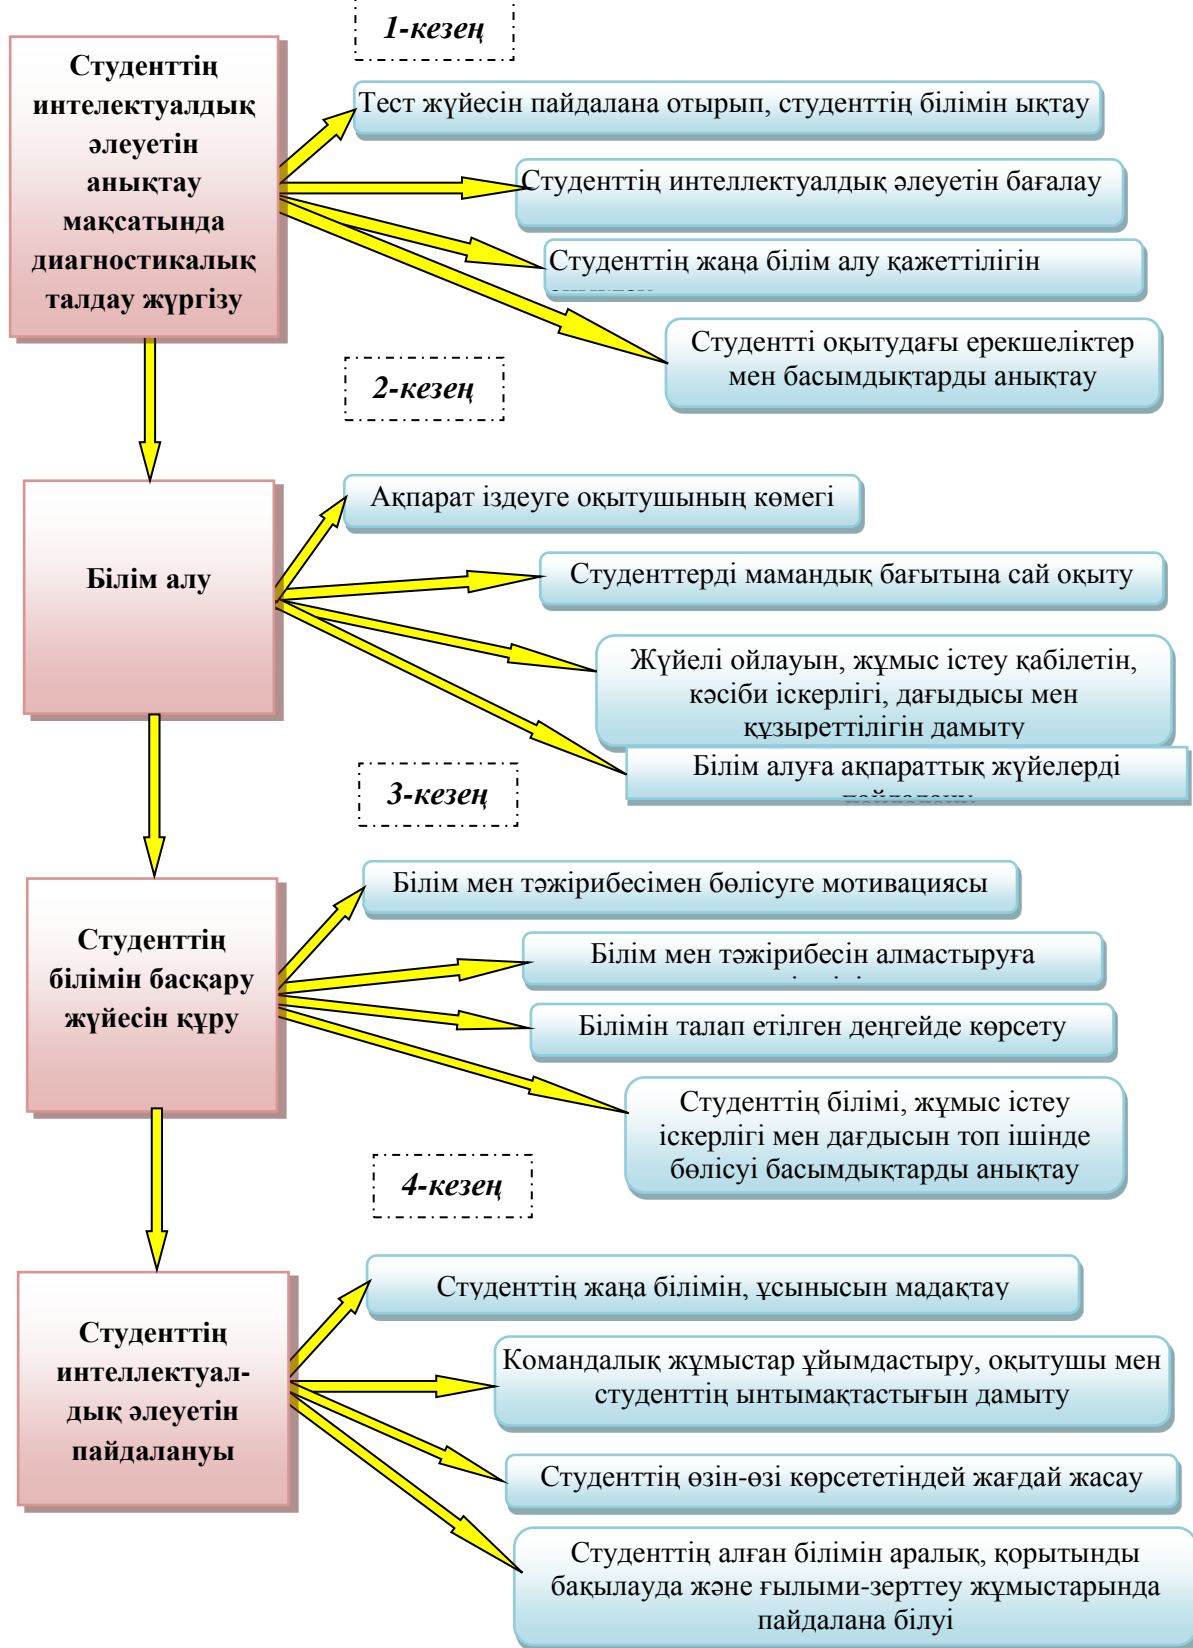 1-кезең
Студенттің
интелектуалдық
әлеуетін
анықтау
мақсатында
диагностикалық
талдау жүргізу
Тест жүйесін пайдалана отырып, студенттің білімін ықтау
Студенттің интеллектуалдық әлеуетін бағалау
Студенттің жаңа білім алу қажеттілігін
Студентті оқытудағы ерекшеліктер
мен басымдықтарды анықтау
2-кезең
Білім алу
Ақпарат іздеуге оқытушының көмегі
Студенттерді мамандық бағытына сай оқыту
Жүйелі ойлауын, жұмыс істеу қабілетін,
кәсіби іскерлігі, дағыдысы мен
құзыреттілігін дамыту
Білім алуға ақпараттық жүйелерді
3-кезең
Студенттің
білімін басқару
жүйесін құру
Білім мен тәжірибесімен бөлісуге мотивациясы
Білім мен тәжірибесін алмастыруға
Білімін талап етілген деңгейде көрсету
Студенттің білімі, жұмыс істеу
іскерлігі мен дағдысын топ ішінде
бөлісуі басымдықтарды анықтау
4-кезең
Студенттің
интеллектуал-
дық әлеуетін
пайдалануы
Студенттің жаңа білімін, ұсынысын мадақтау
Командалық жұмыстар ұйымдастыру, оқытушы мен
студенттің ынтымақтастығын дамыту
Студенттің өзін-өзі көрсететіндей жағдай жасау
Студенттің алған білімін аралық, қорытынды
бақылауда және ғылыми-зерттеу жұмыстарында
пайдалана білуі